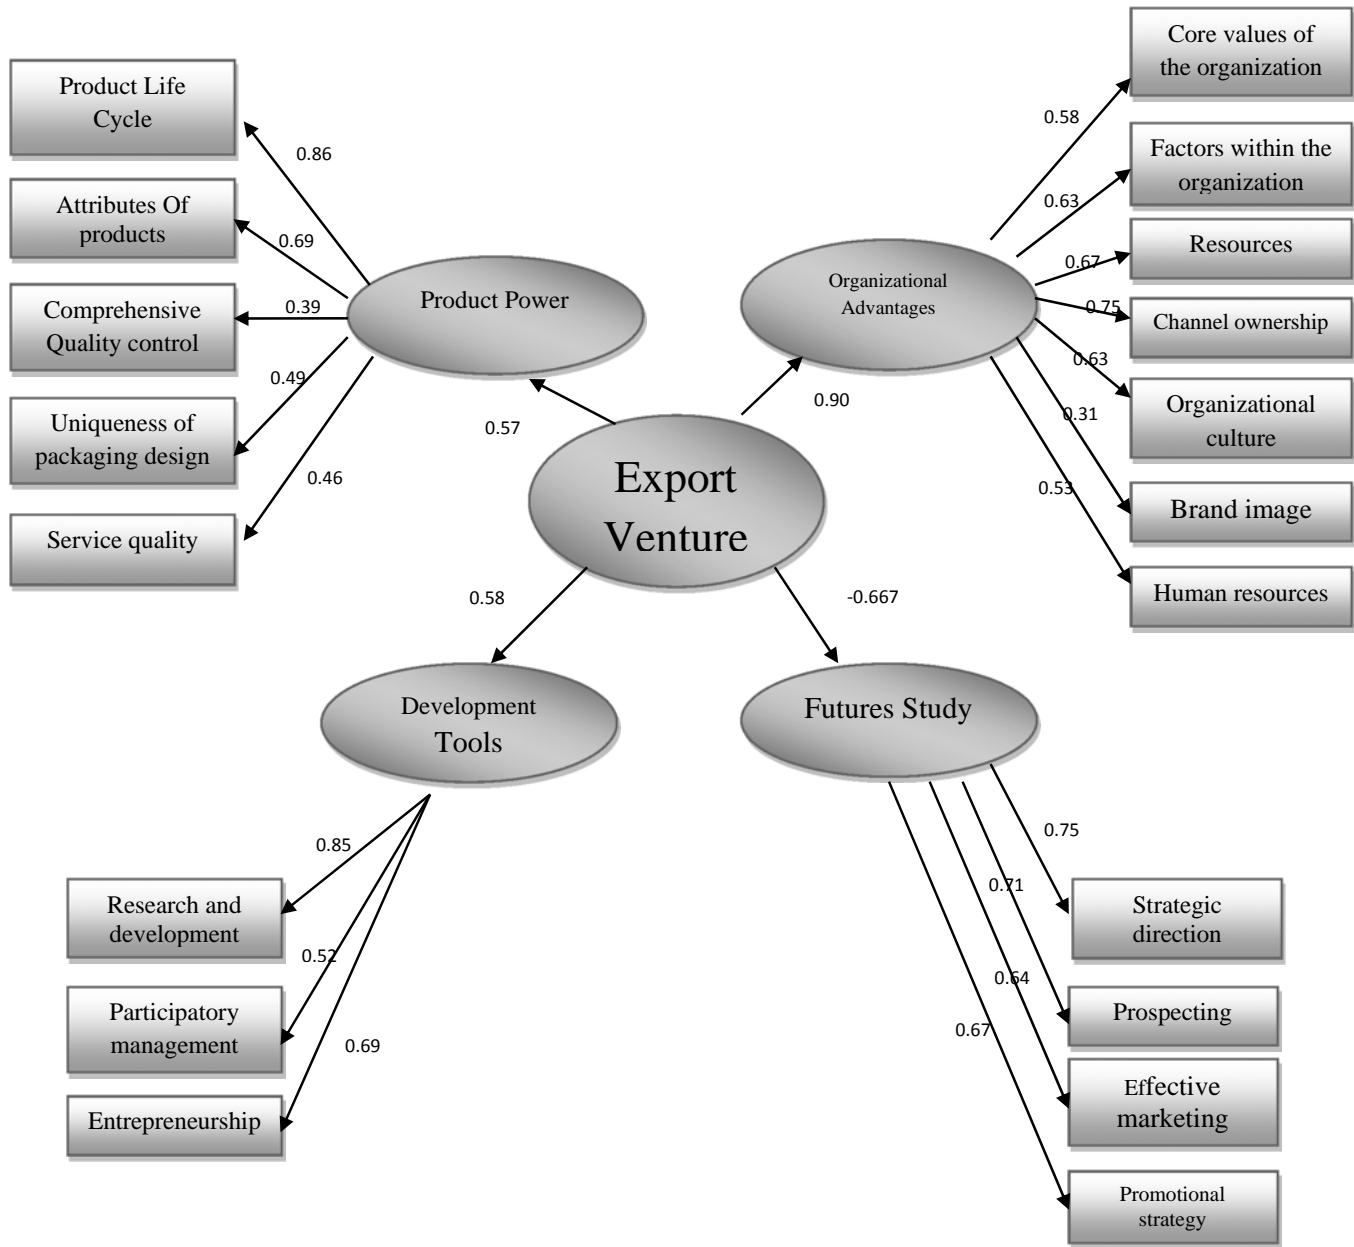 Product Life
Cycle
Attributes Of
products
Comprehensive
Quality control
Uniqueness of
packaging design
Service quality
0.86
0.69
0.39
0.49
0.46
Product Power
0.57
Organizational
Advantages
0.90
0.58
0.63
0.67
0.75
0.63
0.31
0.53
Core values of
the organization
Factors within the
organization
Resources
Channel ownership
Organizational
culture
Brand image
Human resources
Export
Venture
0.58
-0.667
Development
Tools
0.85
0.52
0.69
Research and
development
Participatory
management
Entrepreneurship
Futures Study
0.75
0.71
0.64
0.67
Strategic
direction
Prospecting
Effective
marketing
Promotional
strategy